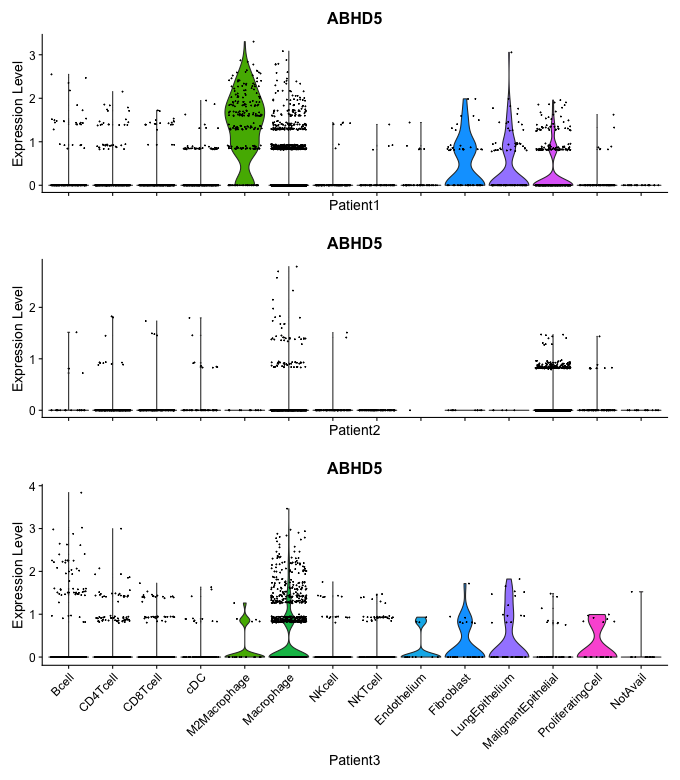 ABHD5
Expression Level
3
2
1
0
Patient1
ABHD5
Expression Level
2
1
0
Patient2
ABHD5
Expression Level
4
3
2
1
0
Bcell
CD4Tcell
CD8Tcell
cDC
M2Macrophage
Macrophage
NKcell
NKTcell
Endothelium
Fibroblast
LungEpithelium
MalignantEpithelial
ProliferatingCell
NotAvail
Patient3